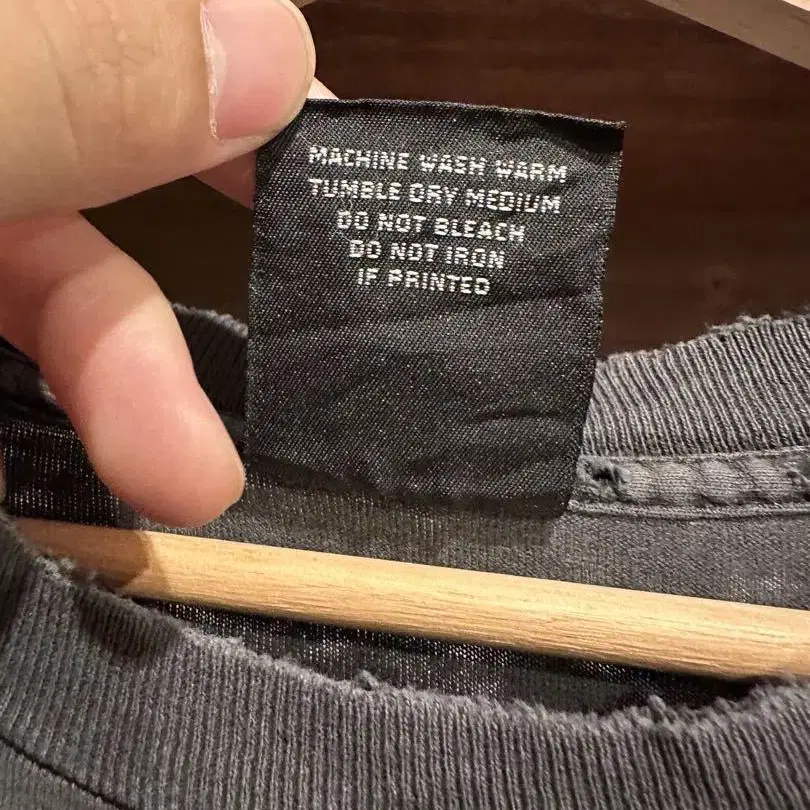 MACHINE WASH WARM
TUMBLE DRY MEDIUM
DO NOT BLEACH
DO NOT IRON
IF PRINTED